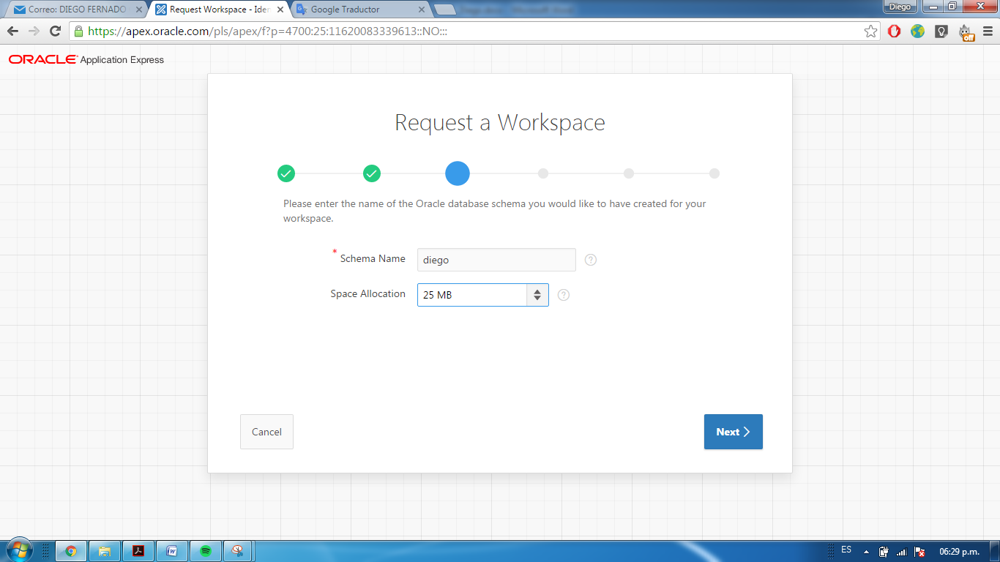 Correo: DIEGO FERNADO
Request Workspace - Iden
Google Traductor
Diego
https://apex.oracle.com/pls/apex/f?p=4700:25:11620083339613::NO:::
off
ORACLE Application Express
Request a Workspace
Please enter the name of the Oracle database schema you would like to have created for your
workspace.
* Schema Name diego ?
Space Allocation 25 MB ?
Cancel
Next
ES
06:29 p.m.